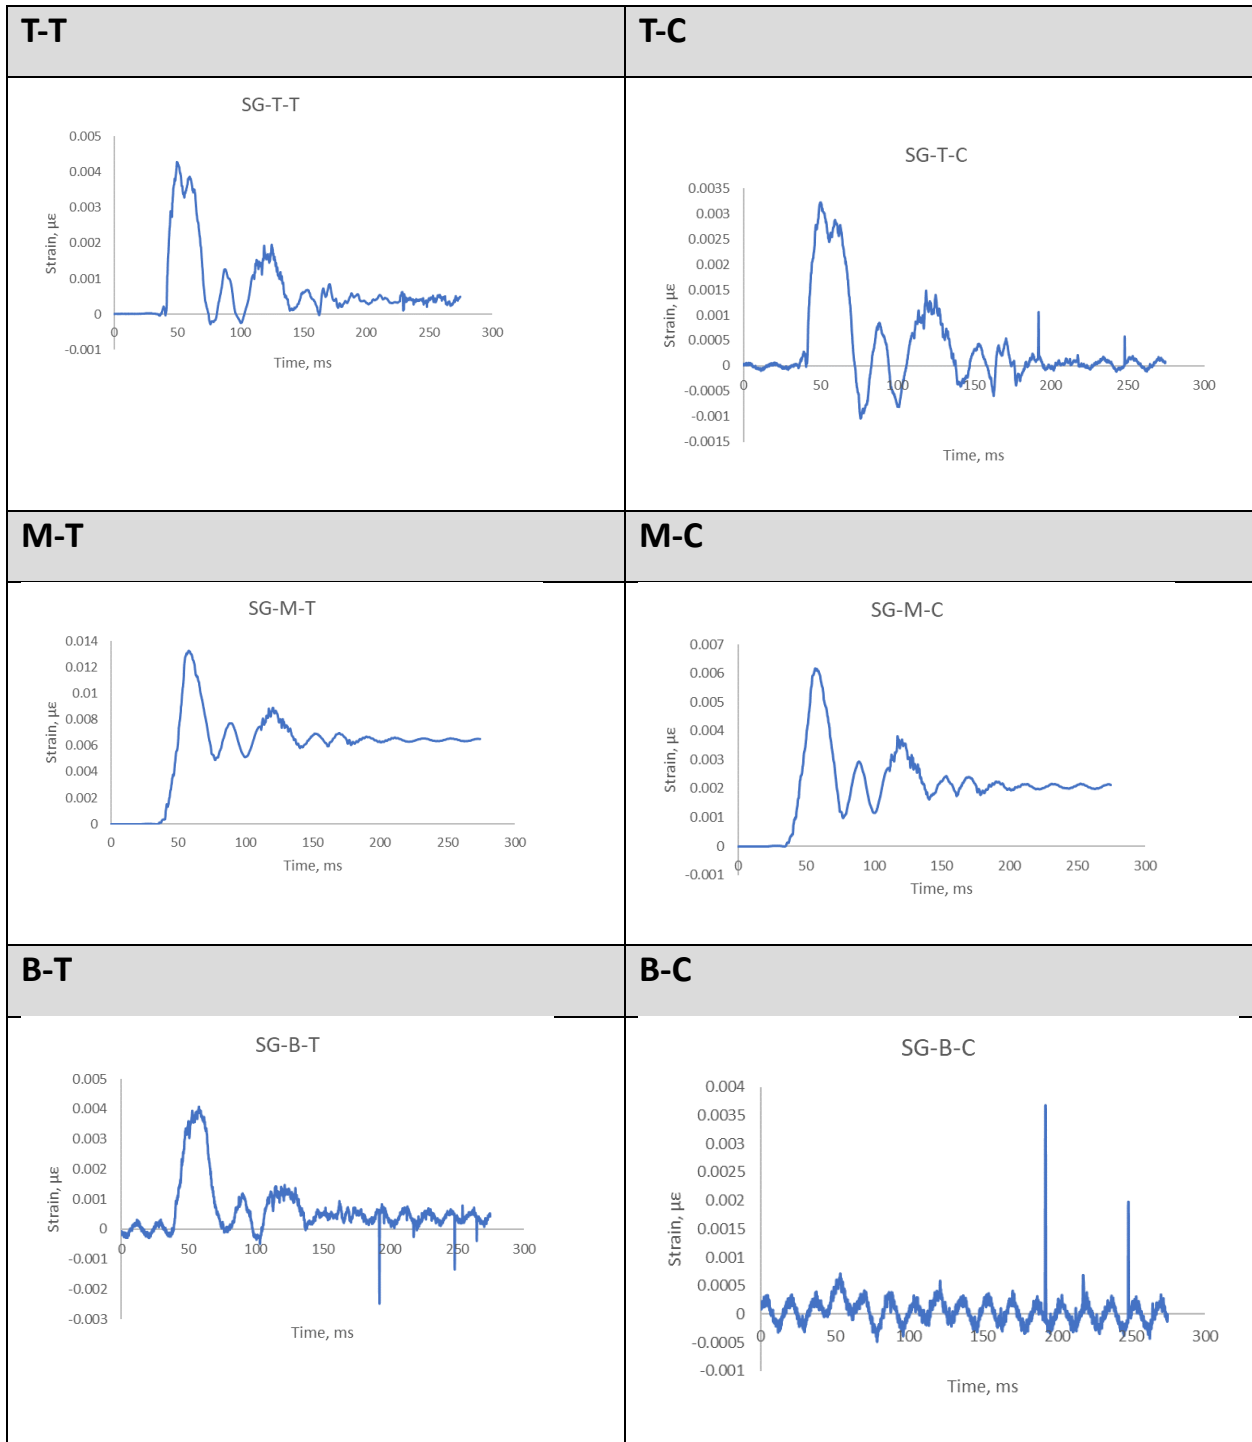 T-T
T-C
SG-T-T
0.005
0.004
0.003
0.002
0.001
0
-0.001
0 50 100 150 200 250 300
Strain, με
Time, ms
SG-T-C
0.0035
0.003
0.0025
0.002
0.0015
0.001
0.0005
0
-0.0005
-0.001
-0.0015
0 50 100 150 200 250 300
Strain, με
Time, ms
M-T
M-C
SG-M-T
0.014
0.012
0.01
0.008
0.006
0.004
0.002
0
0 50 100 150 200 250 300
Strain, με
Time, ms
SG-M-C
0.007
0.006
0.005
0.004
0.003
0.002
0.001
0
-0.001
0 50 100 150 200 250 300
Strain, με
Time, ms
B-T
B-C
SG-B-T
0.005
0.004
0.003
0.002
0.001
0
-0.001
-0.002
-0.003
0 50 100 150 200 250 300
Strain, με
Time, ms
SG-B-C
0.004
0.0035
0.003
0.0025
0.002
0.0015
0.001
0.0005
0
-0.0005
-0.001
0 50 100 150 200 250 300
Strain, με
Time, ms